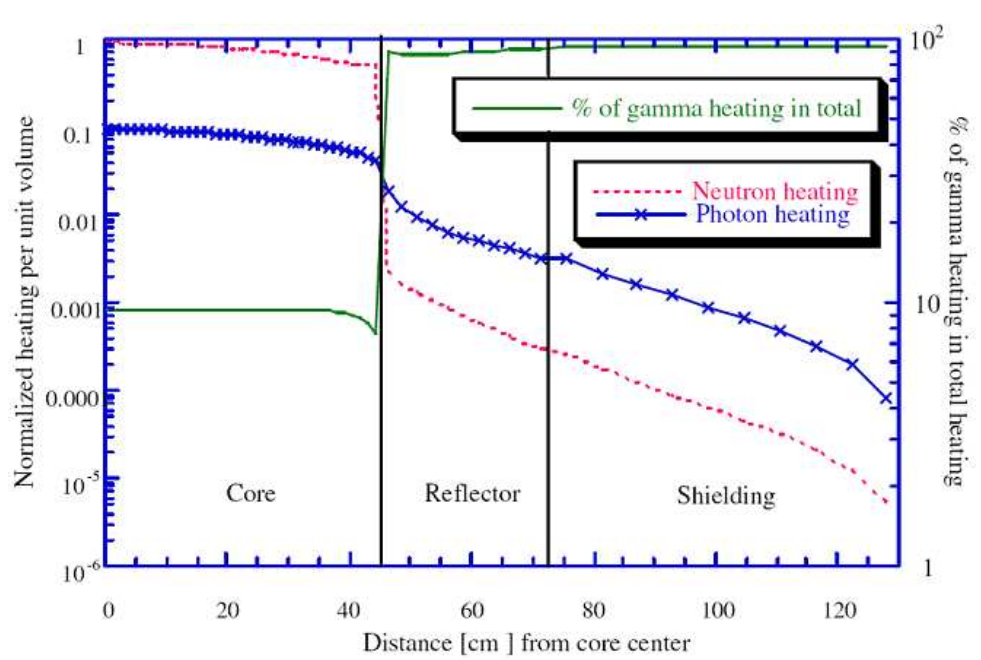 1
0.1
0.01
0.001
0.000
10^-5
10^-6
Normalized heating per unit volume
10^2
10
1
% of gamma heating in total heating
% of gamma heating in total
Neutron heating
Photon heating
Core
Reflector
Shielding
0 20 40 60 80 100 120
Distance [cm ] from core center